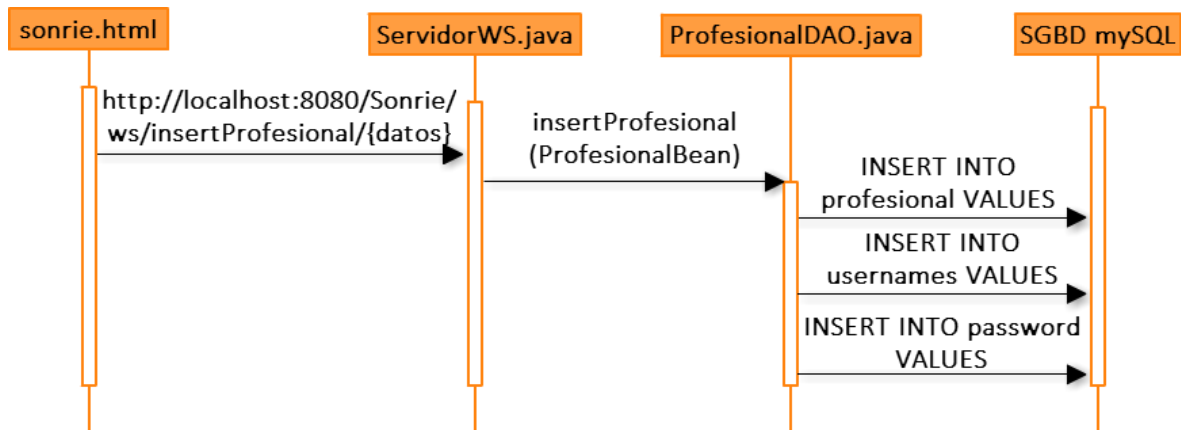 sonrie.html
ServidorWS.java
ProfesionalDAO.java
SGBD mySQL
http://localhost:8080/Sonrie/
ws/insertProfesional/{datos}
insertProfesional
(ProfesionalBean)
INSERT INTO
profesional VALUES
INSERT INTO
usernames VALUES
INSERT INTO password
VALUES